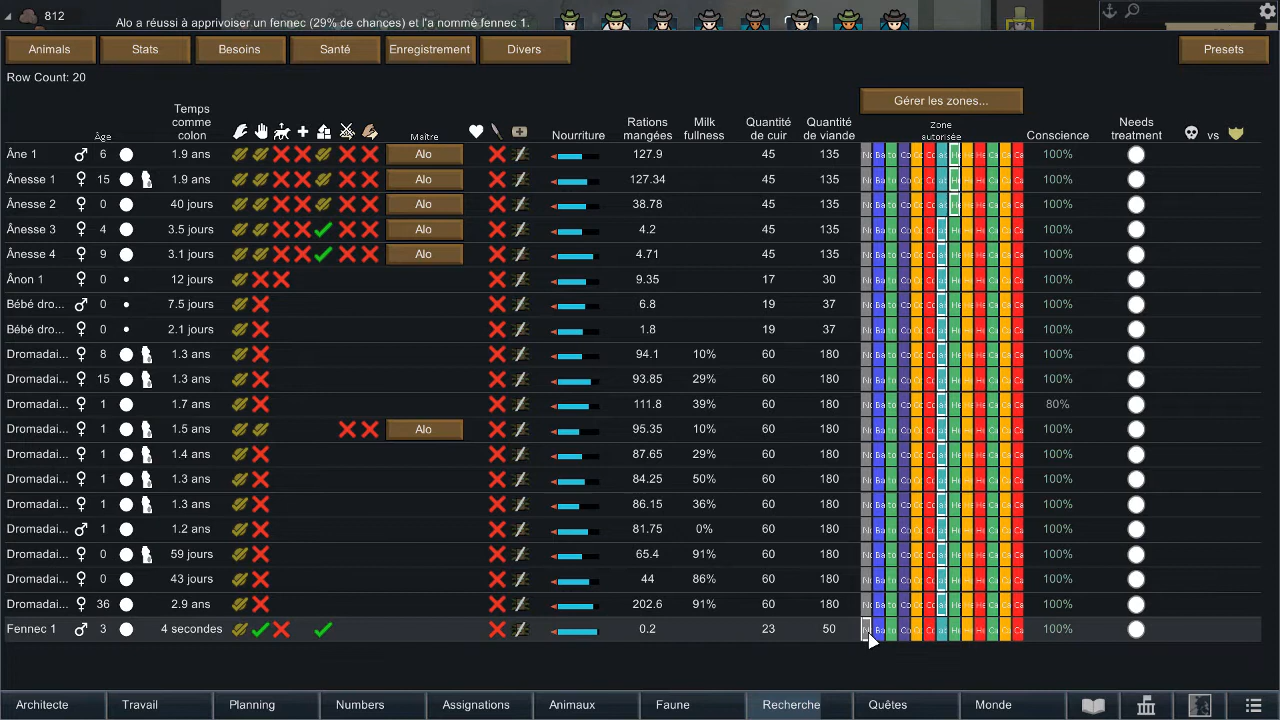 812
Alo a réussi à apprivoiser un fennec (29% de chances) et l'a nommé fennec 1.
Animals Stats Besoins Santé Enregistrement Divers Presets
Row Count: 20
Gérer les zones...
Âge Temps comme colon Maître Nourriture Rations mangées Milk fullness Quantité de cuir Quantité de viande Zone autorisée Conscience Needs treatment vs
Âne 1 6 1.9 ans Alo 127.9 45 135 100%
Ânesse 1 15 1.9 ans Alo 127.34 45 135 100%
Ânesse 2 0 40 jours Alo 38.78 45 135 100%
Ânesse 3 4 3.5 jours Alo 4.2 45 135 100%
Ânesse 4 9 3.1 jours Alo 4.71 45 135 100%
Ânon 1 0 12 jours 9.35 17 30 100%
Bébé dro... 0 7.5 jours 6.8 19 37 100%
Bébé dro... 0 2.1 jours 1.8 19 37 100%
Dromadai... 8 1.3 ans 94.1 10% 60 180 100%
Dromadai... 15 1.3 ans 93.85 29% 60 180 100%
Dromadai... 1 1.7 ans 111.8 39% 60 180 80%
Dromadai... 1 1.5 ans Alo 95.35 10% 60 180 100%
Dromadai... 1 1.4 ans 87.65 29% 60 180 100%
Dromadai... 1 1.3 ans 84.25 50% 60 180 100%
Dromadai... 1 1.3 ans 86.15 36% 60 180 100%
Dromadai... 1 1.2 ans 81.75 0% 60 180 100%
Dromadai... 0 59 jours 65.4 91% 60 180 100%
Dromadai... 0 43 jours 44 86% 60 180 100%
Dromadai... 36 2.9 ans 202.6 91% 60 180 100%
Fennec 1 3 4 secondes 0.2 23 50 100%
Architecte Travail Planning Numbers Assignations Animaux Faune Recherche Quêtes Monde